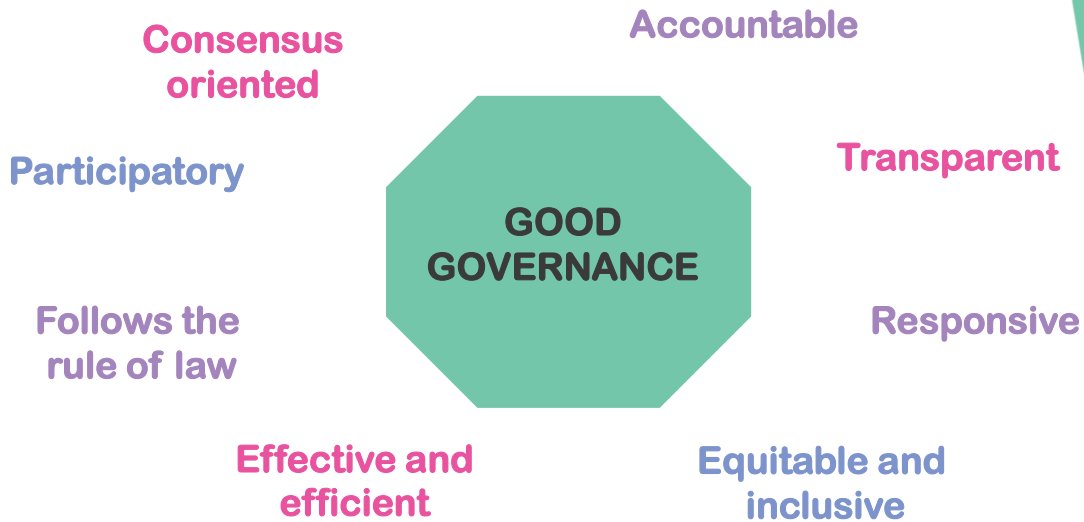 Consensus
oriented
Accountable
Participatory
Transparent
GOOD
GOVERNANCE
Follows the
rule of law
Responsive
Effective and
efficient
Equitable and
inclusive